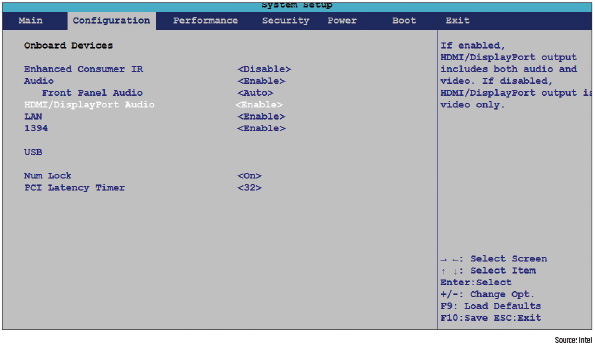 System Setup
Main Configuration Performance Security Power Boot Exit
Onboard Devices
Enhanced Consumer IR <Disable>
Audio <Enable>
Front Panel Audio <Auto>
HDMI/DisplayPort Audio <Enable>
LAN <Enable>
1394 <Enable>
USB
Num Lock <On>
PCI Latency Timer <32>
If enabled,
HDMI/DisplayPort output
includes both audio and
video. If disabled,
HDMI/DisplayPort output is
video only.
→ ←: Select Screen
↑ ↓: Select Item
Enter:Select
+/-: Change Opt.
F9: Load Defaults
F10:Save ESC:Exit
Source: Intel